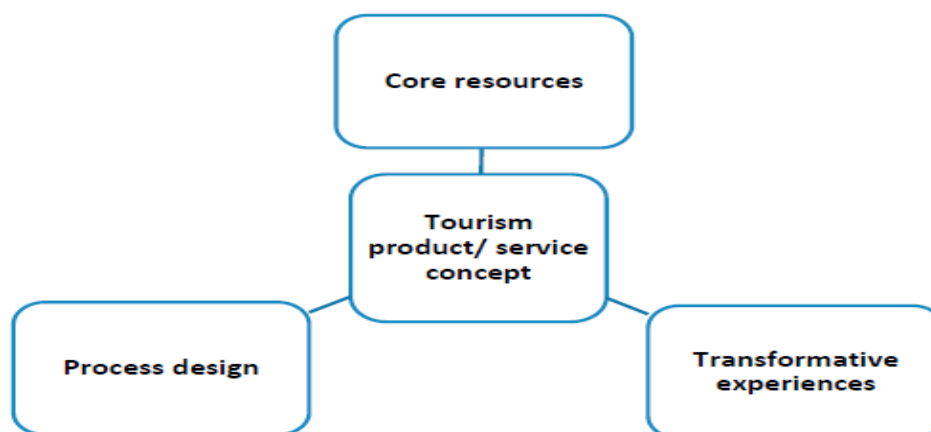 Core resources
Tourism
product/ service
concept
Process design
Transformative
experiences